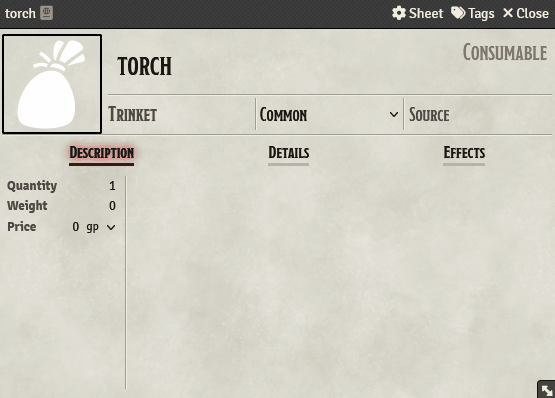 torch Sheet Tags Close
TORCH
Consumable
Trinket Common Source
Description Details Effects
Quantity 1
Weight 0
Price 0 gp